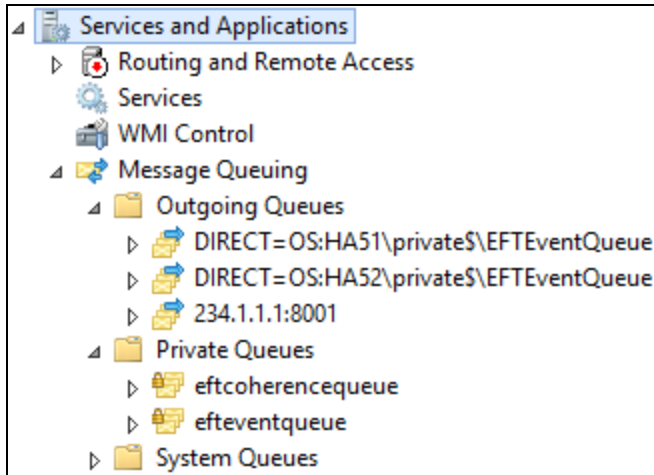 Services and Applications
Routing and Remote Access
Services
WMI Control
Message Queuing
Outgoing Queues
DIRECT=OS:HA51\private$\EFTEventQueue
DIRECT=OS:HA52\private$\EFTEventQueue
234.1.1.1:8001
Private Queues
eftcoherencequeue
efteventqueue
System Queues